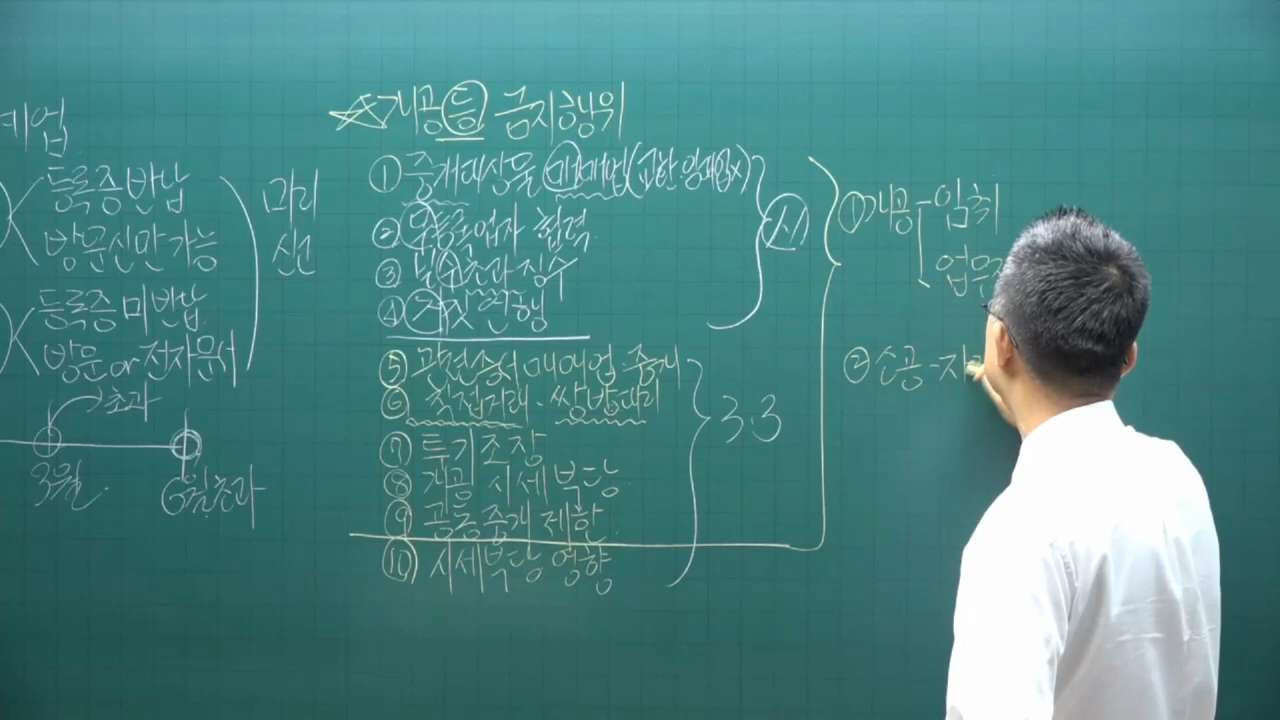 계업
등록증 반납
방문신만 가능
미리
신고
등록증 미반납
방문 or 전자문서
초과
3월
6월초과
☆ 개공등 금지행위
① 중개대상물 매매업(교환 임대업x)
② 무등록업자 협력
③ 보수초과징수
④ 거짓언행
자
⑤ 관련증서 매매업 중개
⑥ 직접거래·쌍방대리
⑦ 투기조장
⑧ 개공 시세 부당
⑨ 공동중개 제한
⑩ 시세부당 영향
3·3
① 개공 - 임취
업무
② 소공 - 자